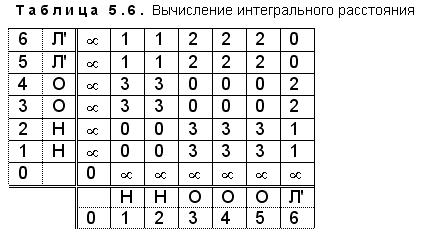 Таблица 5.6. Вычисление интегрального расстояния
6 Л' ∝ 1 1 2 2 2 0
5 Л' ∝ 1 1 2 2 2 0
4 О ∝ 3 3 0 0 0 2
3 О ∝ 3 3 0 0 0 2
2 Н ∝ 0 0 3 3 3 1
1 Н ∝ 0 0 3 3 3 1
0 0 ∝ ∝ ∝ ∝ ∝ ∝
Н Н О О О Л'
0 1 2 3 4 5 6